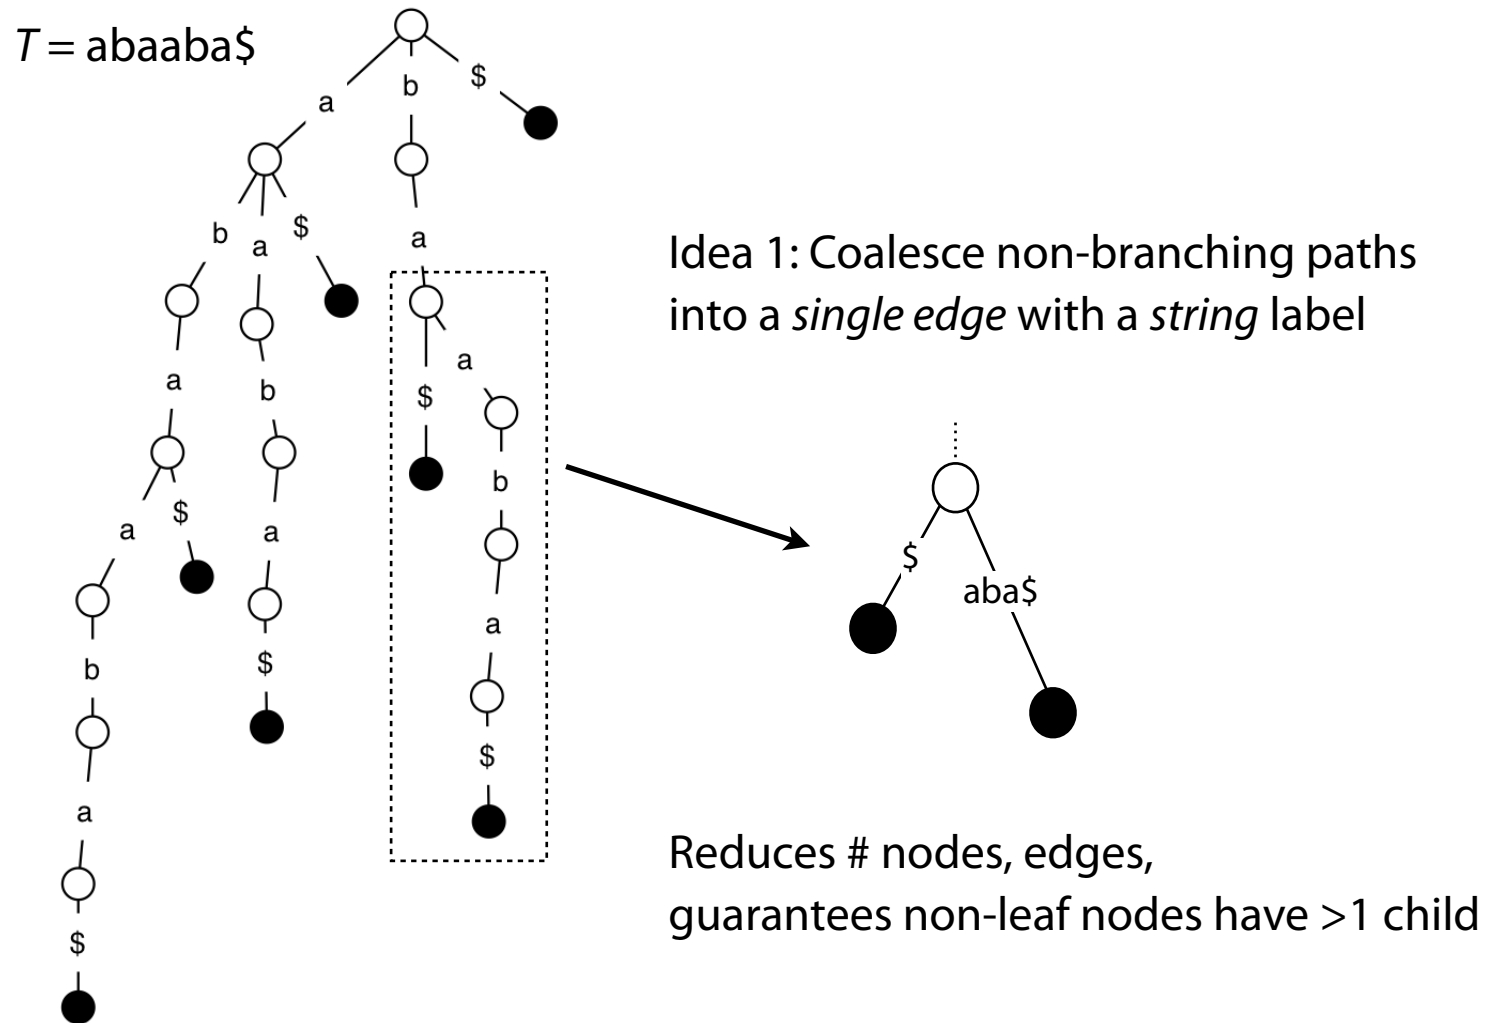 T = abaaba$
a
b
$
b
a
$
a
Idea 1: Coalesce non-branching paths
into a single edge with a string label
a
b
$
a
a
$
a
b
$
aba$
b
a
$
a
$
a
$
b
Reduces # nodes, edges,
guarantees non-leaf nodes have >1 child
a
$